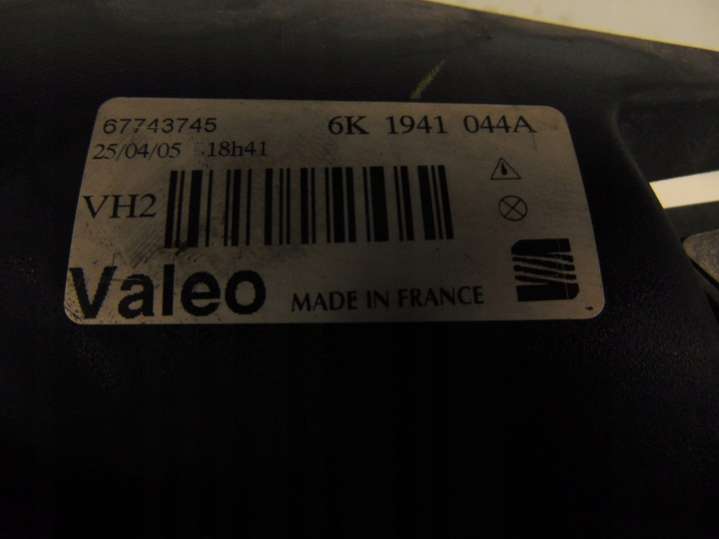 67743745 6K 1941 044A
25/04/05 18h41
VH2
Valeo MADE IN FRANCE